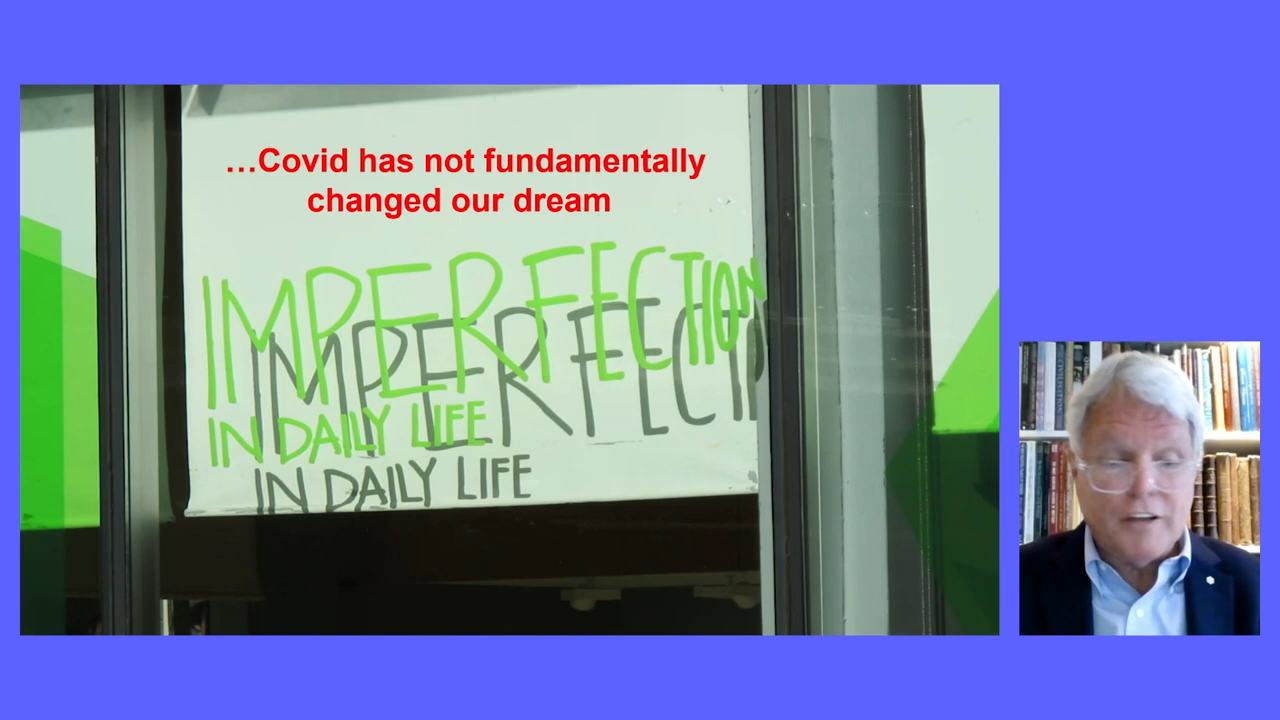 …Covid has not fundamentally
changed our dream
IMPERFECTION
IMPERFECTI
IN DAILY LIFE
IN DAILY LIFE